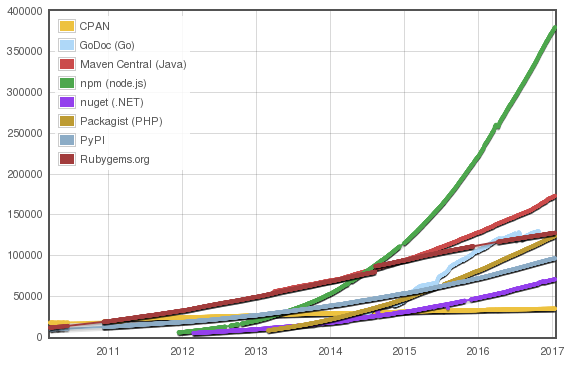 400000
350000
300000
250000
200000
150000
100000
50000
0
CPAN
GoDoc (Go)
Maven Central (Java)
npm (node.js)
nuget (.NET)
Packagist (PHP)
PyPI
Rubygems.org
2011 2012 2013 2014 2015 2016 2017